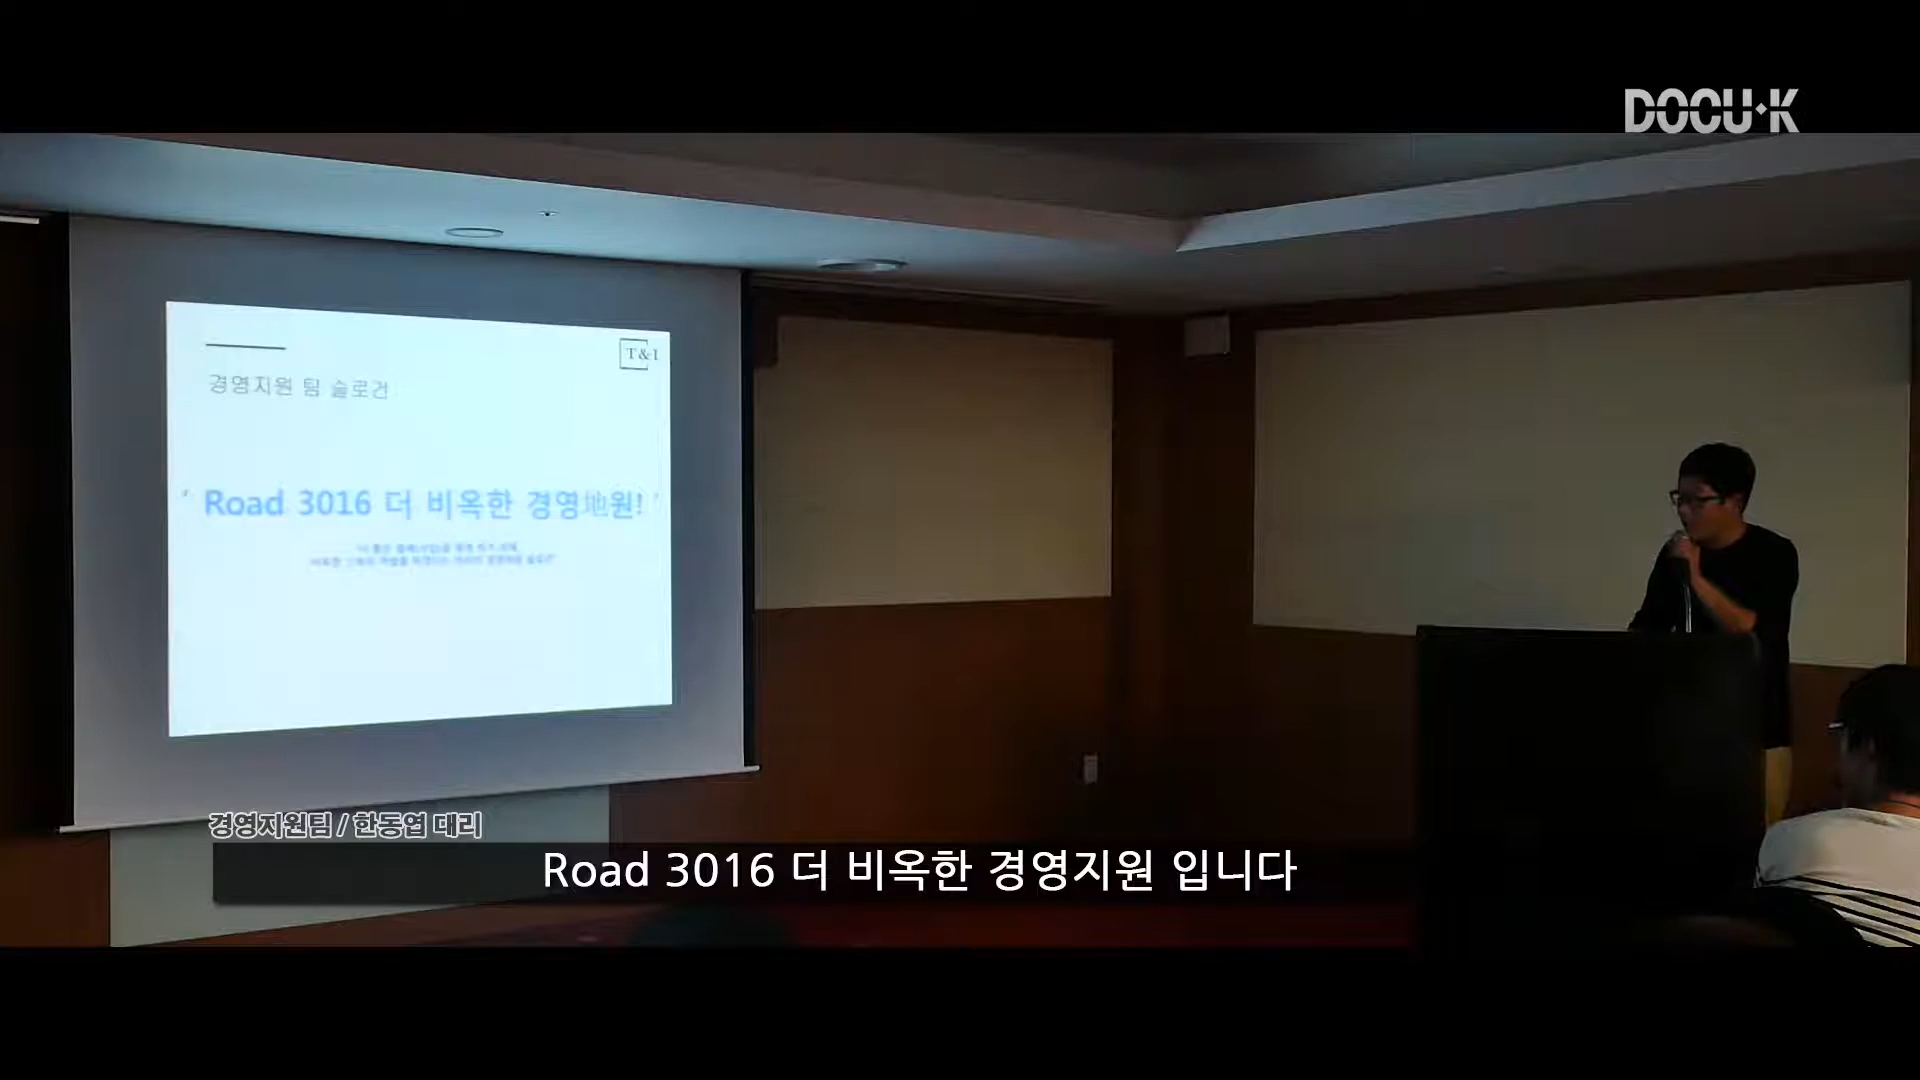 DOCU·K
T&I
경영지원 팀 슬로건
' Road 3016 더 비옥한 경영地원! '
경영지원팀 / 한동엽 대리
Road 3016 더 비옥한 경영지원 입니다